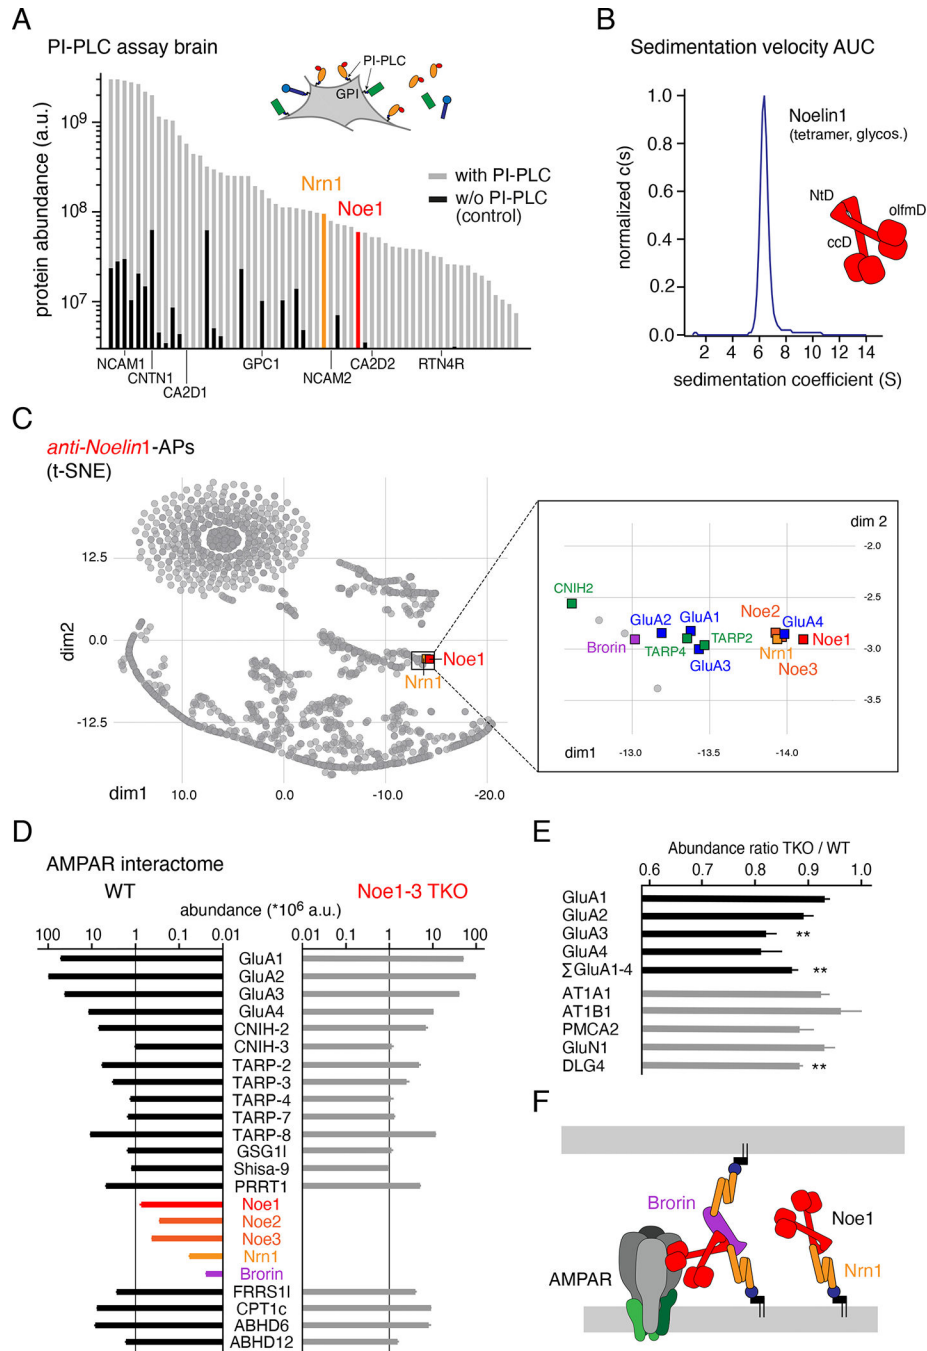 A
PI-PLC assay brain
protein abundance (a.u.)
10⁹
10⁸
10⁷
PI-PLC
GPI
with PI-PLC
w/o PI-PLC
(control)
Nrn1
Noe1
NCAM1
CNTN1
CA2D1
GPC1
NCAM2
CA2D2
RTN4R
B
Sedimentation velocity AUC
normalized c(s)
1.0
0.8
0.6
0.4
0.2
0.0
2 4 6 8 10 12 14
sedimentation coefficient (S)
Noelin1
(tetramer, glycos.)
NtD
olfmD
ccD
C
anti-Noelin1-APs
(t-SNE)
dim2
12.5
0.0
-12.5
dim1 10.0 0.0 -10.0 -20.0
Noe1
Nrn1
dim 2
-2.0
-2.5
-3.0
-3.5
CNIH2
GluA2
GluA1
Noe2
GluA4
Brorin
TARP4
TARP2
GluA3
Nrn1
Noe1
Noe3
dim1
-13.0 -13.5 -14.0
D
AMPAR interactome
WT
Noe1-3 TKO
abundance (*10⁶ a.u.)
100 10 1 0.1 0.01 0.01 0.1 1 10 100
GluA1
GluA2
GluA3
GluA4
CNIH-2
CNIH-3
TARP-2
TARP-3
TARP-4
TARP-7
TARP-8
GSG1l
Shisa-9
PRRT1
Noe1
Noe2
Noe3
Nrn1
Brorin
FRRS1l
CPT1c
ABHD6
ABHD12
E
Abundance ratio TKO / WT
0.6 0.7 0.8 0.9 1.0
GluA1
GluA2
GluA3 **
GluA4
∑GluA1-4 **
AT1A1
AT1B1
PMCA2
GluN1
DLG4 **
F
Brorin
Noe1
Nrn1
AMPAR